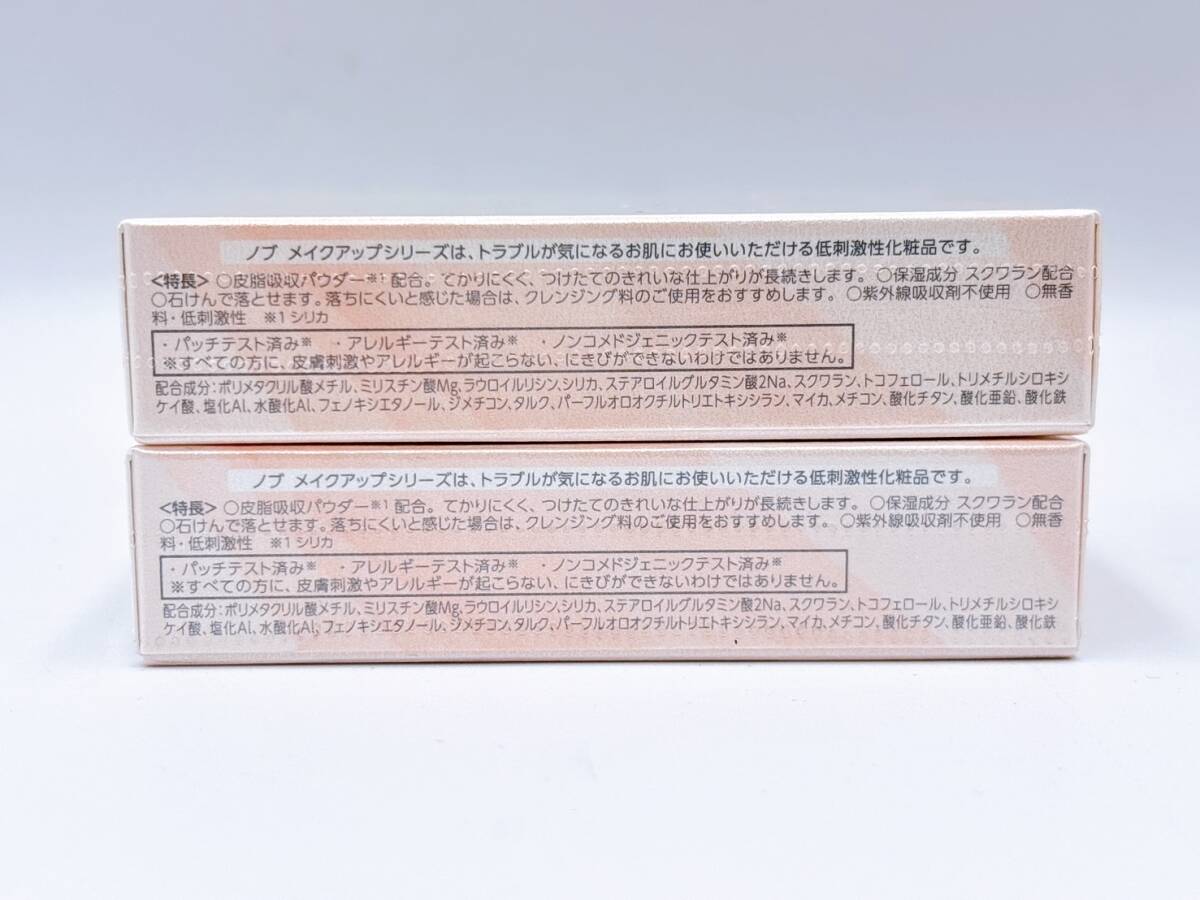 ノブ メイクアップシリーズは、トラブルが気になるお肌にお使いいただける低刺激性化粧品です。
<特長> ○皮脂吸収パウダー※1配合。てかりにくく、つけたてのきれいな仕上がりが長続きします。 ○保湿成分 スクワラン配合
○石けんで落とせます。落ちにくいと感じた場合は、クレンジング料のご使用をおすすめします。 ○紫外線吸収剤不使用 ○無香
料・低刺激性 ※1シリカ
・パッチテスト済み※ ・アレルギーテスト済み※ ・ノンコメドジェニックテスト済み※
※すべての方に、皮膚刺激やアレルギーが起こらない、にきびができないわけではありません。
配合成分：ポリメタクリル酸メチル、ミリスチン酸Mg、ラウロイルリシン、シリカ、ステアロイルグルタミン酸2Na、スクワラン、トコフェロール、トリメチルシロキシ
ケイ酸、塩化Al、水酸化Al、フェノキシエタノール、ジメチコン、タルク、パーフルオロオクチルトリエトキシシラン、マイカ、メチコン、酸化チタン、酸化亜鉛、酸化鉄
ノブ メイクアップシリーズは、トラブルが気になるお肌にお使いいただける低刺激性化粧品です。
<特長> ○皮脂吸収パウダー※1配合。てかりにくく、つけたてのきれいな仕上がりが長続きします。 ○保湿成分 スクワラン配合
○石けんで落とせます。落ちにくいと感じた場合は、クレンジング料のご使用をおすすめします。 ○紫外線吸収剤不使用 ○無香
料・低刺激性 ※1シリカ
・パッチテスト済み※ ・アレルギーテスト済み※ ・ノンコメドジェニックテスト済み※
※すべての方に、皮膚刺激やアレルギーが起こらない、にきびができないわけではありません。
配合成分：ポリメタクリル酸メチル、ミリスチン酸Mg、ラウロイルリシン、シリカ、ステアロイルグルタミン酸2Na、スクワラン、トコフェロール、トリメチルシロキシ
ケイ酸、塩化Al、水酸化Al、フェノキシエタノール、ジメチコン、タルク、パーフルオロオクチルトリエトキシシラン、マイカ、メチコン、酸化チタン、酸化亜鉛、酸化鉄